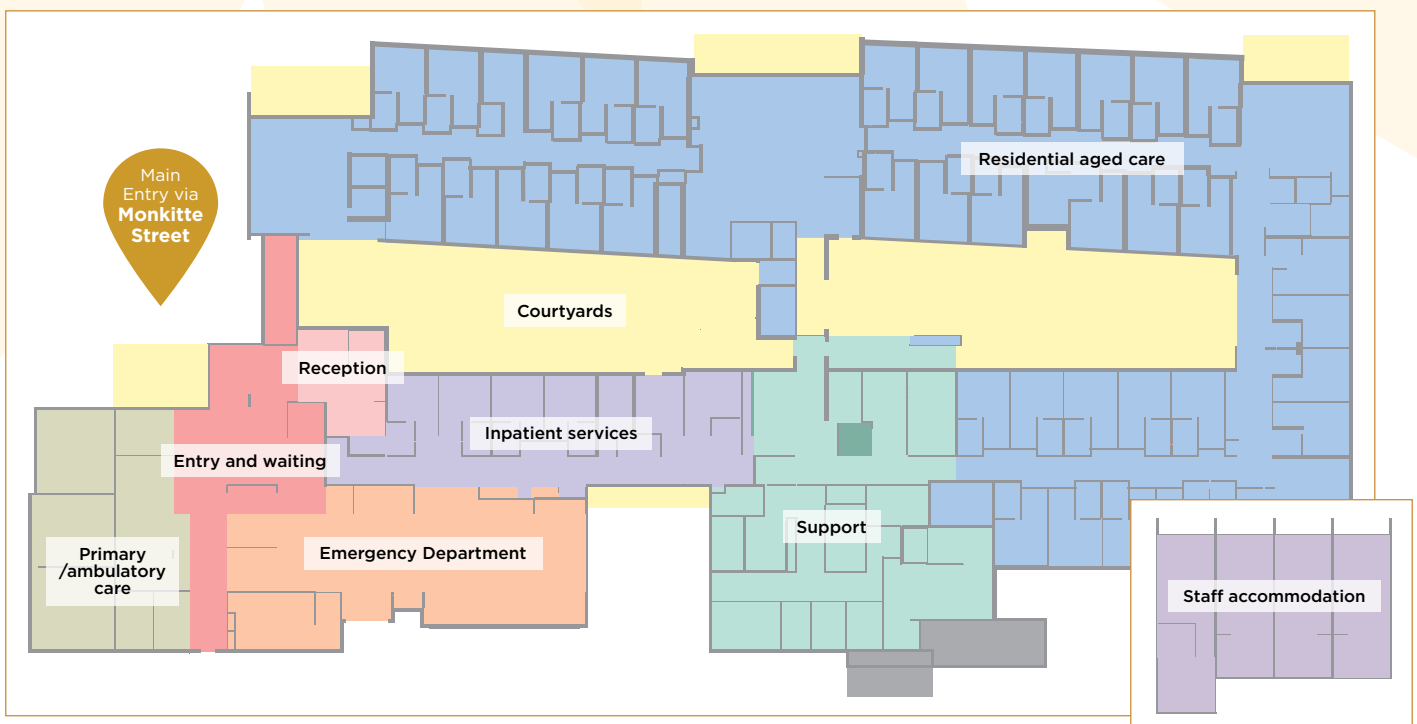 Main
Entry via
Monkitte
Street
Residential aged care
Courtyards
Reception
Inpatient services
Entry and waiting
Support
Emergency Department
Primary
/ambulatory
care
Staff accommodation